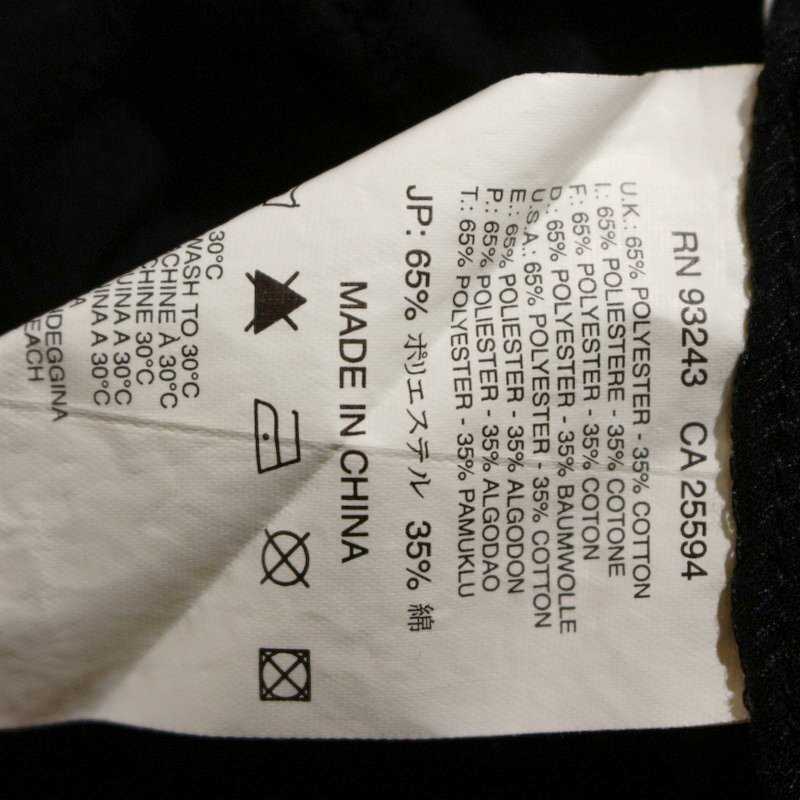 RN 93243 CA 25594
U.K.: 65% POLYESTER - 35% COTTON
I.: 65% POLIESTERE - 35% COTONE
F.: 65% POLYESTER - 35% COTON
D.: 65% POLYESTER - 35% BAUMWOLLE
U.S.A.: 65% POLYESTER - 35% COTTON
E.: 65% POLIESTER - 35% ALGODON
P.: 65% POLIESTER - 35% ALGODAO
T.: 65% POLYESTER - 35% PAMUKLU
JP: 65% ポリエステル 35% 綿
MADE IN CHINA
30°C
WASH TO 30°C
CHINE À 30°C
CHINE 30°C
UINA A 30°C
UINA A 30°C
NDEGGINA
EACH